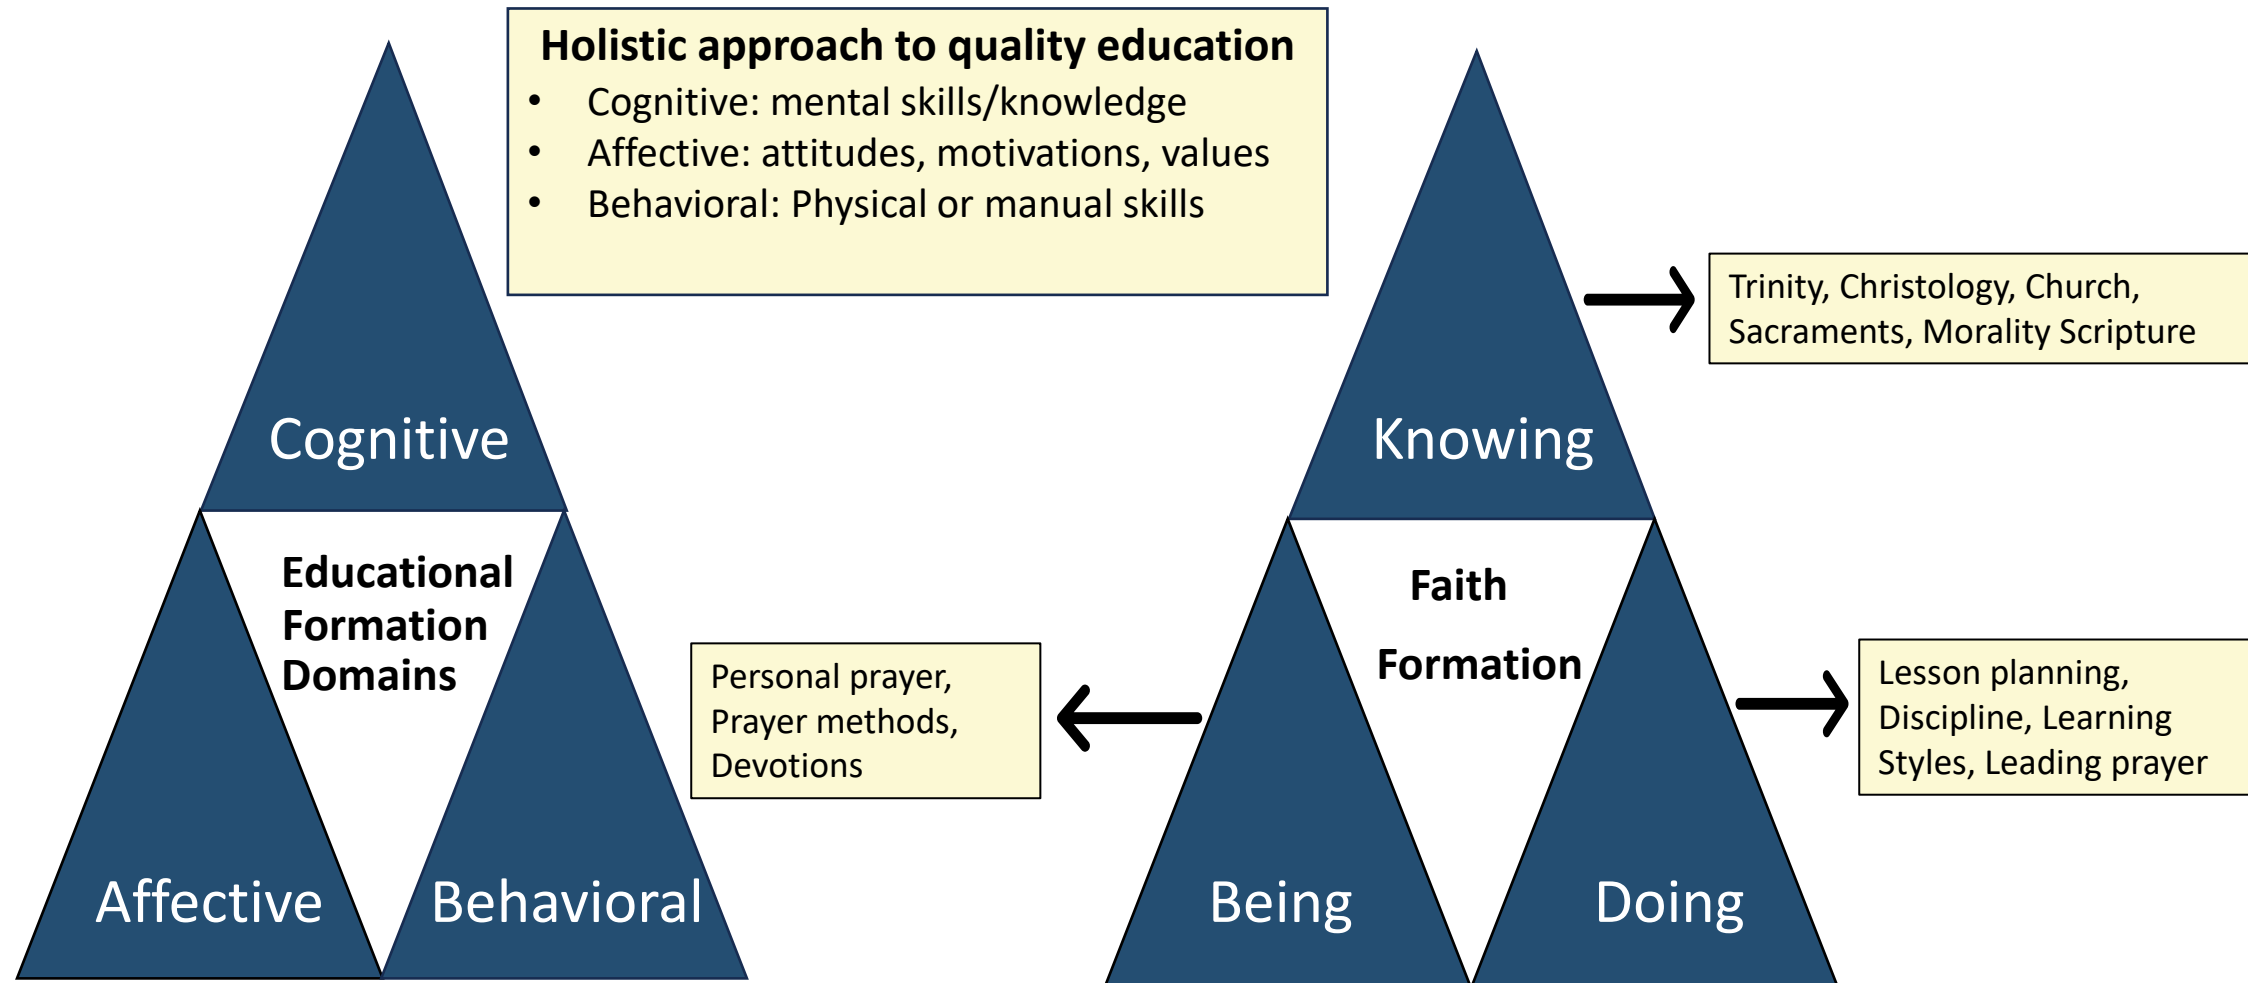 Holistic approach to quality education
• Cognitive: mental skills/knowledge
• Affective: attitudes, motivations, values
• Behavioral: Physical or manual skills
Cognitive
Educational
Formation
Domains
Affective
Behavioral
Knowing
Trinity, Christology, Church,
Sacraments, Morality Scripture
Faith
Formation
Personal prayer,
Prayer methods,
Devotions
Lesson planning,
Discipline, Learning
Styles, Leading prayer
Being
Doing